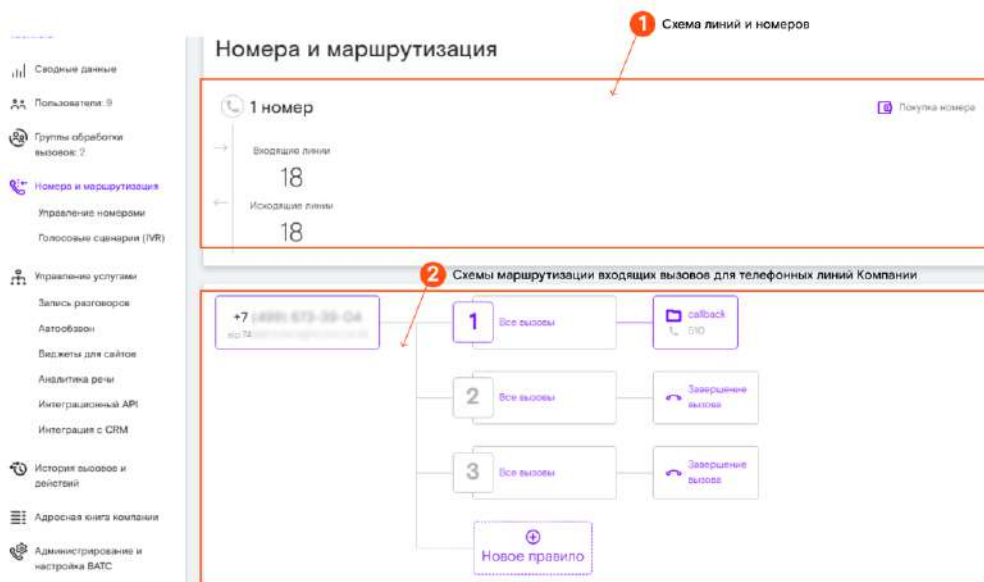 1 Схема линий и номеров
Номера и маршрутизация
Сводные данные
Пользователи: 9
Группы обработки
вызовов: 2
Номера и маршрутизация
Управление номерами
Голосовые сценарии (IVR)
Управление услугами
Запись разговоров
Автообзвон
Виджеты для сайтов
Аналитика речи
Интеграционный API
Интеграция с CRM
История вызовов и
действий
Адресная книга компании
Администрирование и
настройка ВАТС
1 номер
Покупка номера
Входящие линии
18
Исходящие линии
18
2 Схемы маршрутизации входящих вызовов для телефонных линий Компании
+7
1
Все вызовы
callback
510
2
Все вызовы
Завершение
вызова
3
Все вызовы
Завершение
вызова
Новое правило